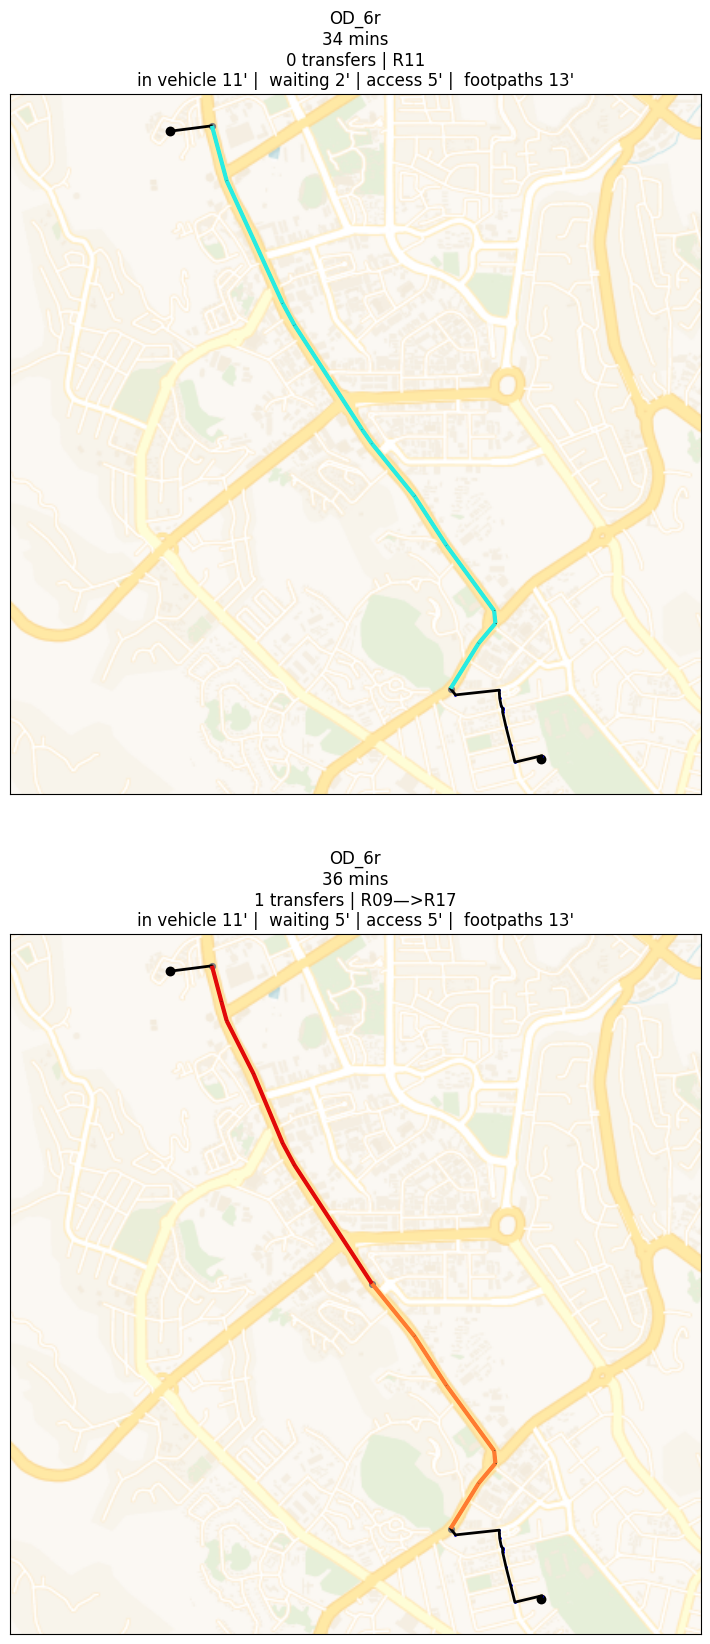 OD_6r
34 mins
0 transfers | R11
in vehicle 11' |  waiting 2' | access 5' |  footpaths 13'
OD_6r
36 mins
1 transfers | R09—>R17
in vehicle 11' |  waiting 5' | access 5' |  footpaths 13'